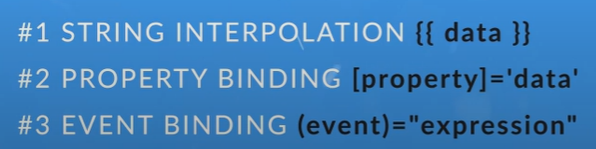 #1 STRING INTERPOLATION {{ data }}
#2 PROPERTY BINDING [property]='data'
#3 EVENT BINDING (event)="expression"